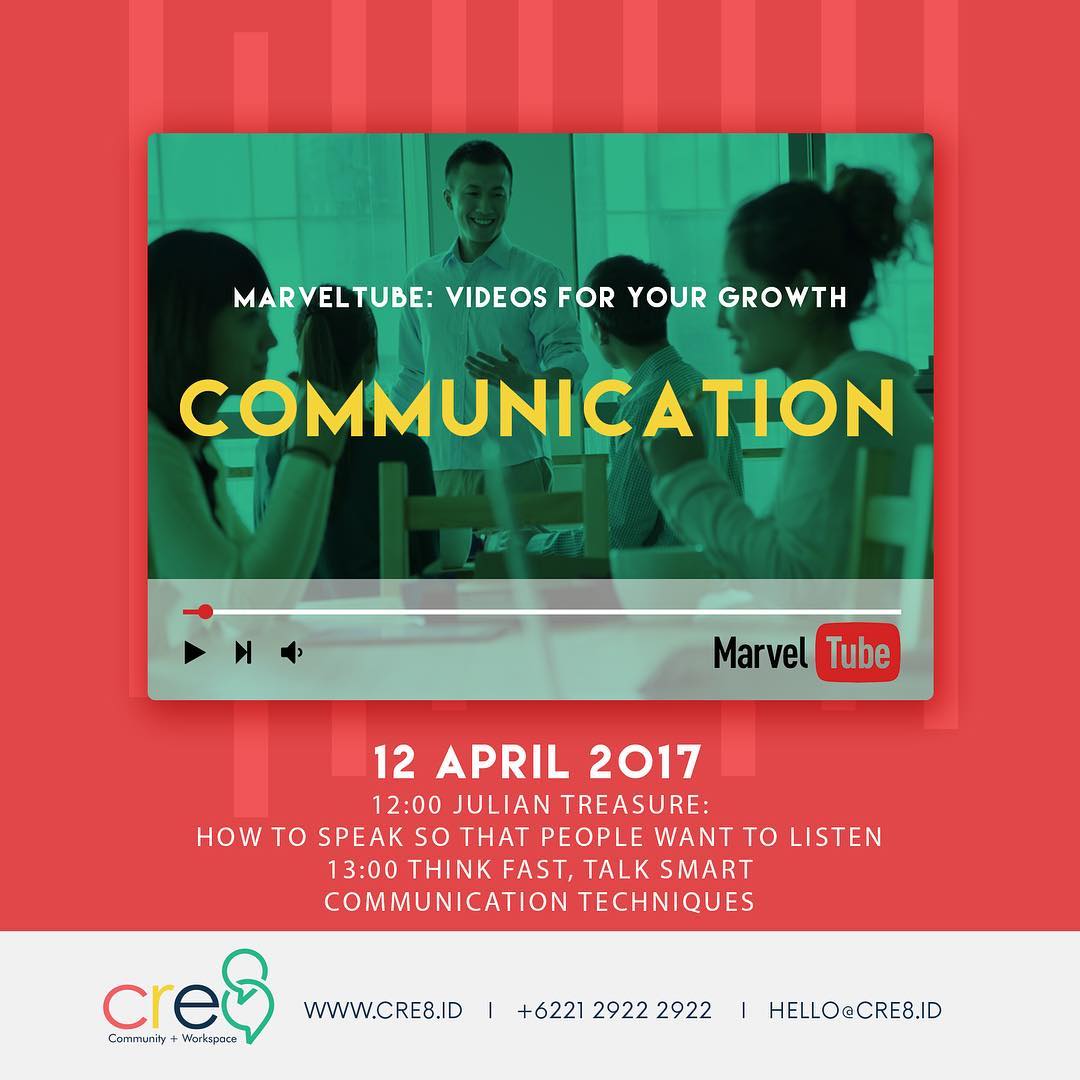 MARVELTUBE: VIDEOS FOR YOUR GROWTH
COMMUNICATION
Marvel Tube
12 APRIL 2017
12:00 JULIAN TREASURE:
HOW TO SPEAK SO THAT PEOPLE WANT TO LISTEN
13:00 THINK FAST, TALK SMART
COMMUNICATION TECHNIQUES
cre8
Community + Workspace
WWW.CRE8.ID | +6221 2922 2922 | HELLO@CRE8.ID